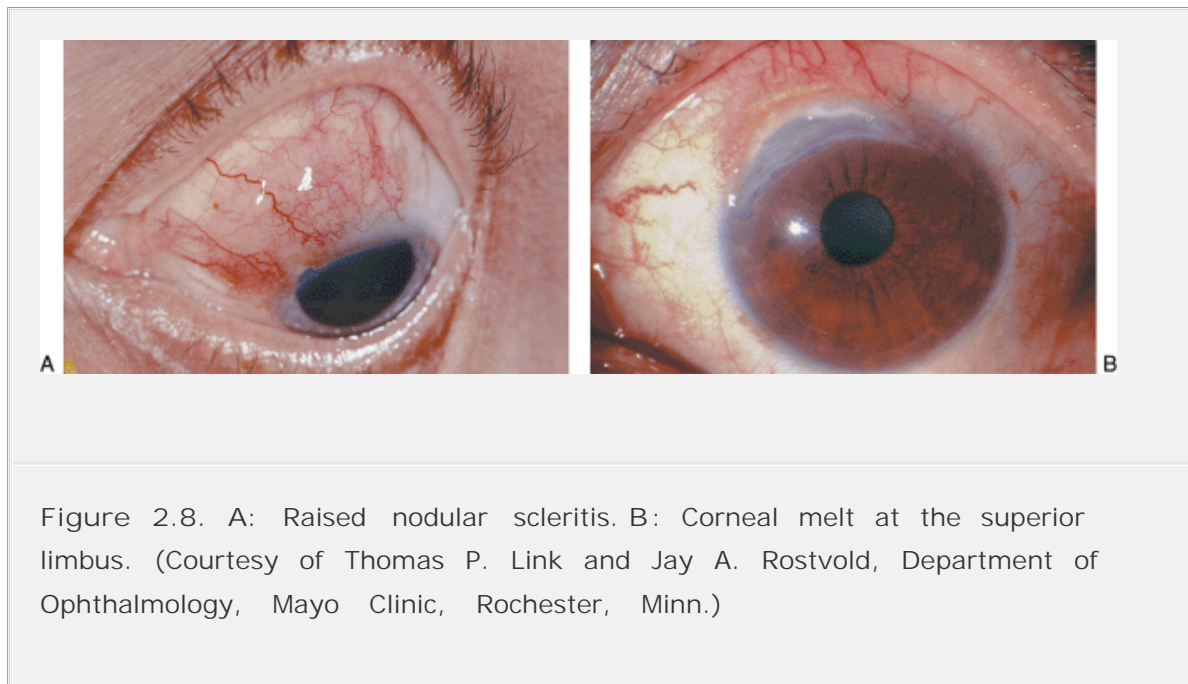 A
B
Figure 2.8. A: Raised nodular scleritis. B: Corneal melt at the superior
limbus. (Courtesy of Thomas P. Link and Jay A. Rostvold, Department of
Ophthalmology, Mayo Clinic, Rochester, Minn.)